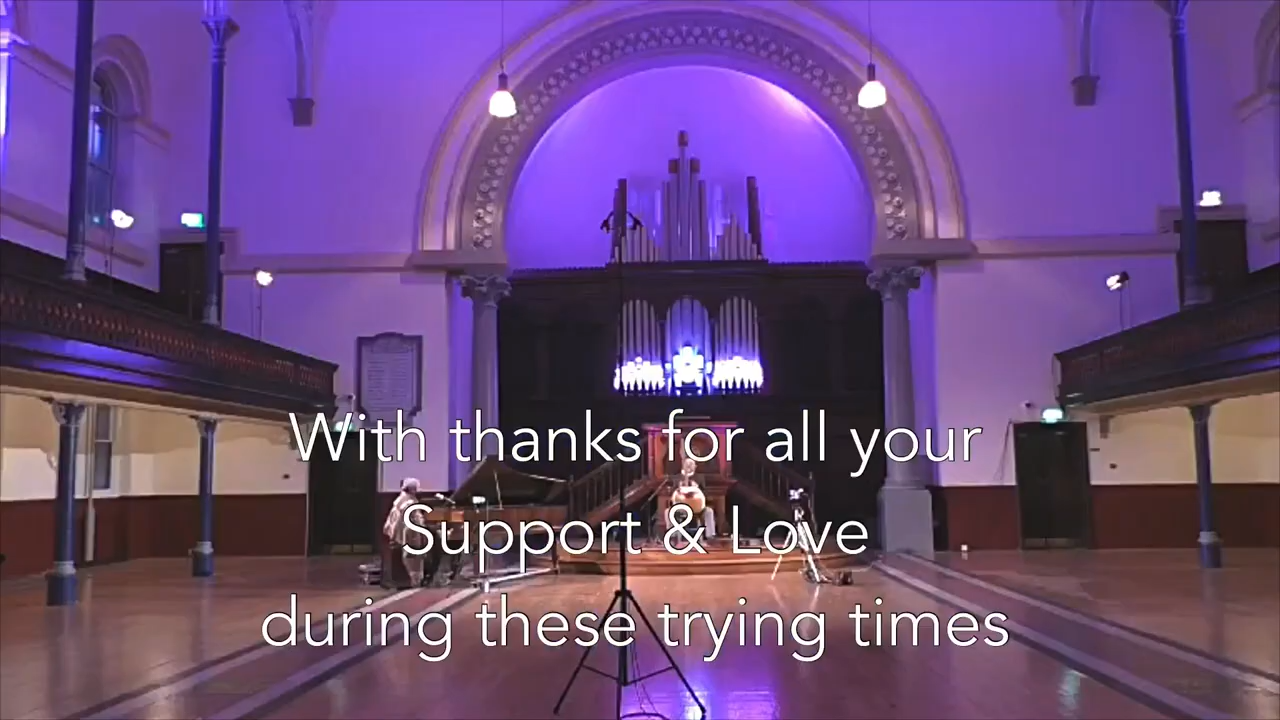 With thanks for all your
Support & Love
during these trying times